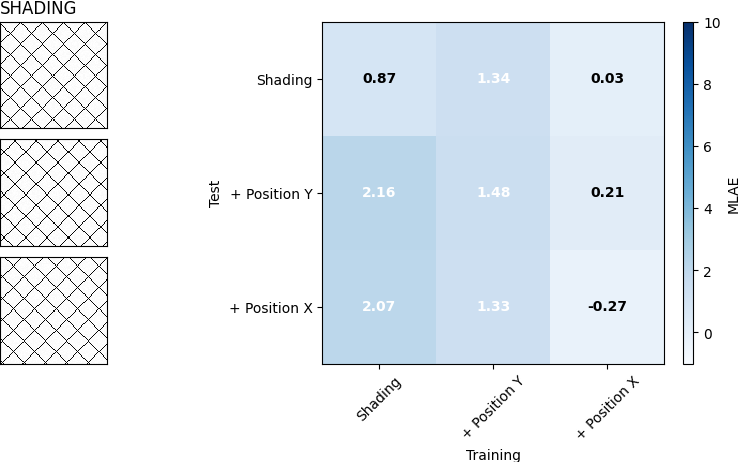 SHADING
Test
Shading
0.87
1.34
0.03
+ Position Y
2.16
1.48
0.21
+ Position X
2.07
1.33
-0.27
Shading
+ Position Y
+ Position X
Training
10
8
6
4
2
0
MLAE